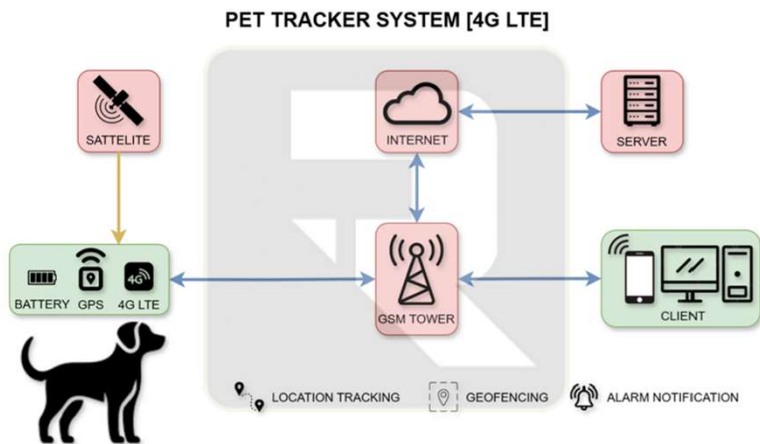 PET TRACKER SYSTEM [4G LTE]
SATTELITE
INTERNET
SERVER
4G
BATTERY GPS 4G LTE
GSM TOWER
CLIENT
LOCATION TRACKING GEOFENCING ALARM NOTIFICATION